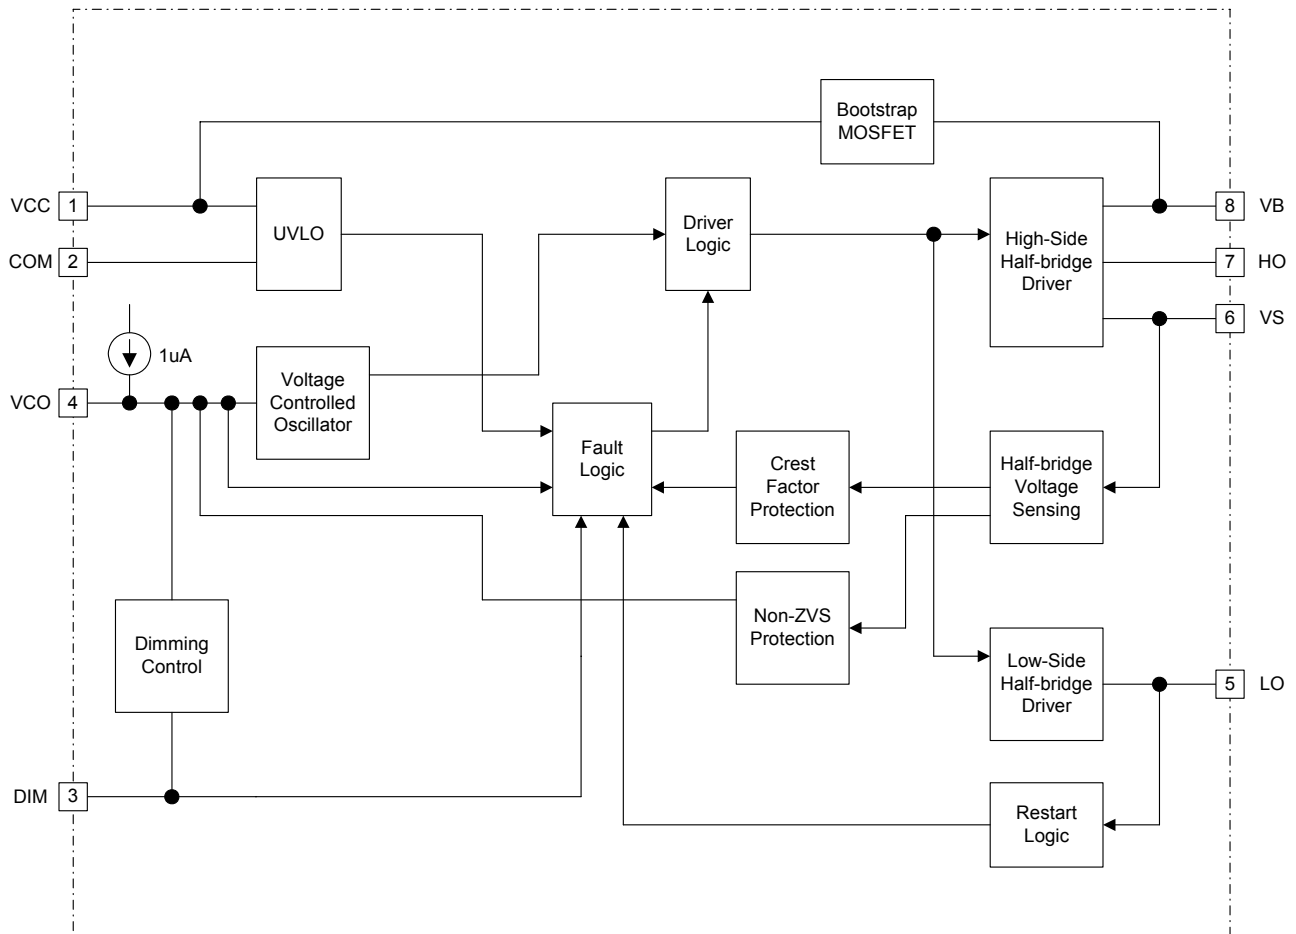 Bootstrap
MOSFET
VCC 1
UVLO
COM 2
Driver
Logic
High-Side
Half-bridge
Driver
8 VB
7 HO
6 VS
1uA
VCO 4
Voltage
Controlled
Oscillator
Fault
Logic
Crest
Factor
Protection
Half-bridge
Voltage
Sensing
Dimming
Control
Non-ZVS
Protection
Low-Side
Half-bridge
Driver
5 LO
DIM 3
Restart
Logic